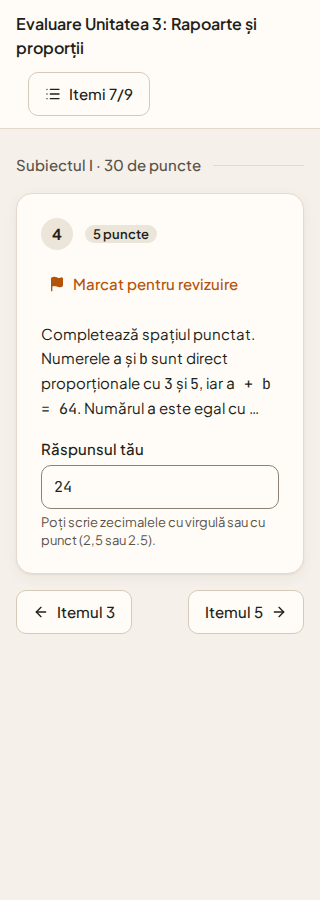 Evaluare Unitatea 3: Rapoarte și
proporții
Itemi 7/9
Subiectul I · 30 de puncte
4
5 puncte
Marcat pentru revizuire
Completează spațiul punctat.
Numerele a și b sunt direct
proporționale cu 3 și 5, iar a + b
= 64. Numărul a este egal cu …
Răspunsul tău
24
Poți scrie zecimalele cu virgulă sau cu
punct (2,5 sau 2.5).
← Itemul 3
Itemul 5 →